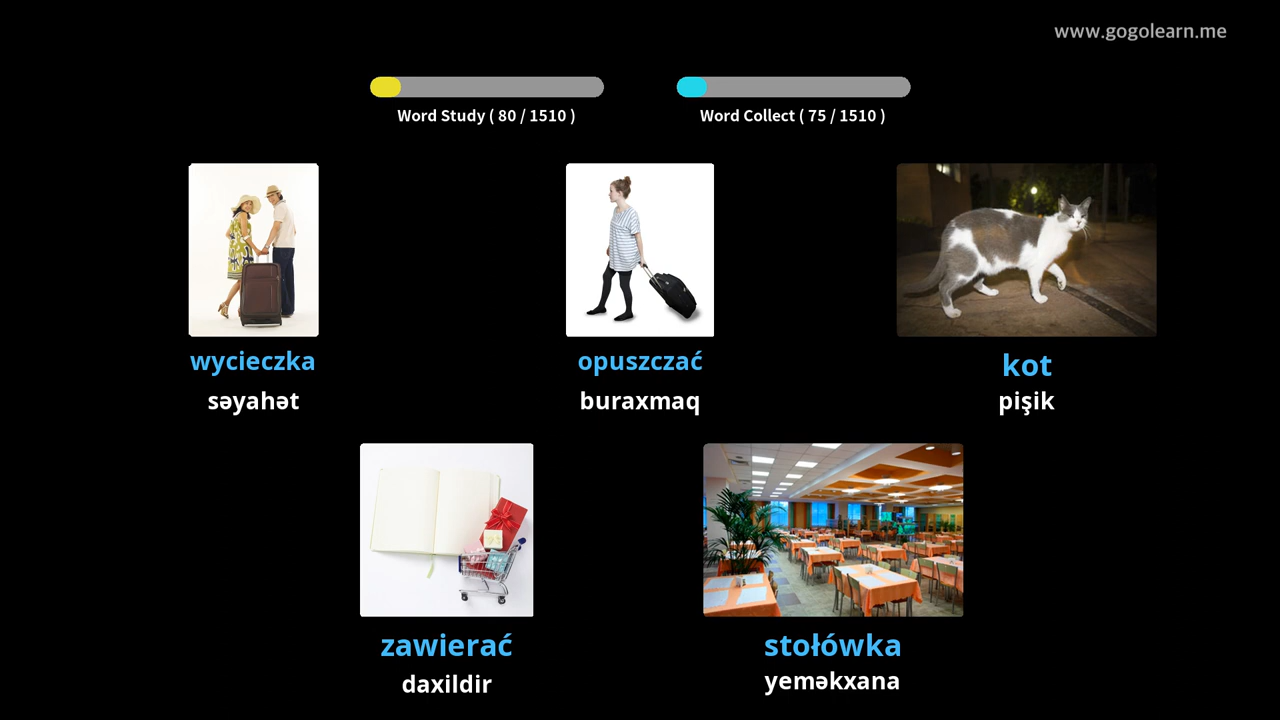 www.gogolearn.me
Word Study ( 80 / 1510 )
Word Collect ( 75 / 1510 )
wycieczka
səyahət
opuszczać
buraxmaq
kot
pişik
zawierać
daxildir
stołówka
yeməkxana